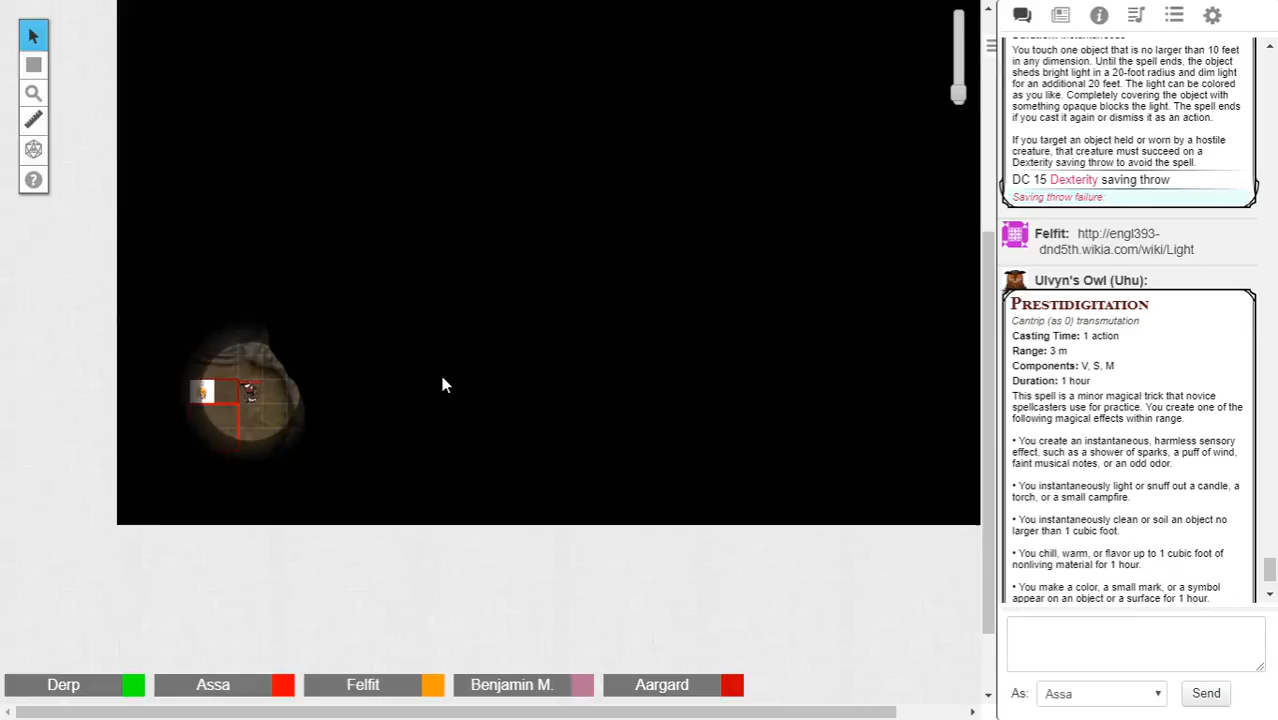 You touch one object that is no larger than 10 feet
in any dimension. Until the spell ends, the object
sheds bright light in a 20-foot radius and dim light
for an additional 20 feet. The light can be colored
as you like. Completely covering the object with
something opaque blocks the light. The spell ends
if you cast it again or dismiss it as an action.
If you target an object held or worn by a hostile
creature, that creature must succeed on a
Dexterity saving throw to avoid the spell.
DC 15 Dexterity saving throw
Saving throw failure:
Felfit: http://engl393-
dnd5th.wikia.com/wiki/Light
Ulvyn's Owl (Uhu):
PRESTIDIGITATION
Cantrip (as 0) transmutation
Casting Time: 1 action
Range: 3 m
Components: V, S, M
Duration: 1 hour
This spell is a minor magical trick that novice
spellcasters use for practice. You create one of the
following magical effects within range.
• You create an instantaneous, harmless sensory
effect, such as a shower of sparks, a puff of wind,
faint musical notes, or an odd odor.
• You instantaneously light or snuff out a candle, a
torch, or a small campfire.
• You instantaneously clean or soil an object no
larger than 1 cubic foot.
• You chill, warm, or flavor up to 1 cubic foot of
nonliving material for 1 hour.
• You make a color, a small mark, or a symbol
appear on an object or a surface for 1 hour.
As: Assa Send
Derp Assa Felfit Benjamin M. Aargard